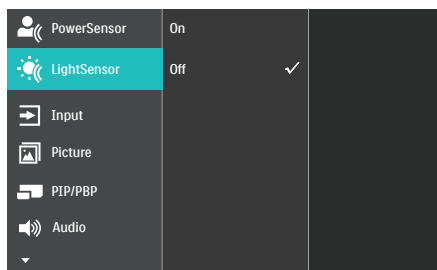 PowerSensor
On
LightSensor
Off
Input
Picture
PIP/PBP
Audio